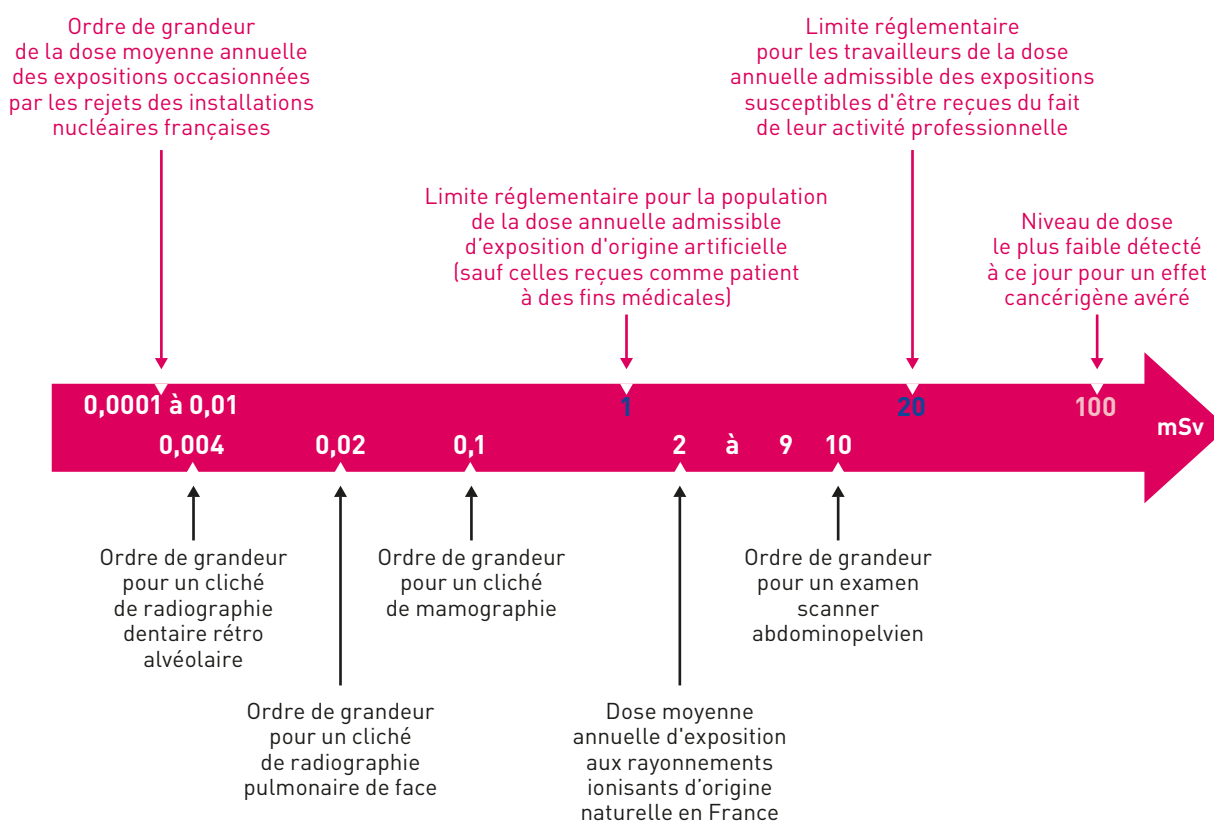 Ordre de grandeur
de la dose moyenne annuelle
des expositions occasionnées
par les rejets des installations
nucléaires françaises
Limite réglementaire
pour les travailleurs de la dose
annuelle admissible des expositions
susceptibles d'être reçues du fait
de leur activité professionnelle
Limite réglementaire pour la population
de la dose annuelle admissible
d’exposition d'origine artificielle
(sauf celles reçues comme patient
à des fins médicales)
Niveau de dose
le plus faible détecté
à ce jour pour un effet
cancérigène avéré
0,0001 à 0,01
1
20
100
mSv
0,004
0,02
0,1
2 à 9
10
Ordre de grandeur
pour un cliché
de radiographie
dentaire rétro
alvéolaire
Ordre de grandeur
pour un cliché
de mamographie
Ordre de grandeur
pour un examen
scanner
abdominopelvien
Ordre de grandeur
pour un cliché
de radiographie
pulmonaire de face
Dose moyenne
annuelle d'exposition
aux rayonnements
ionisants d’origine
naturelle en France